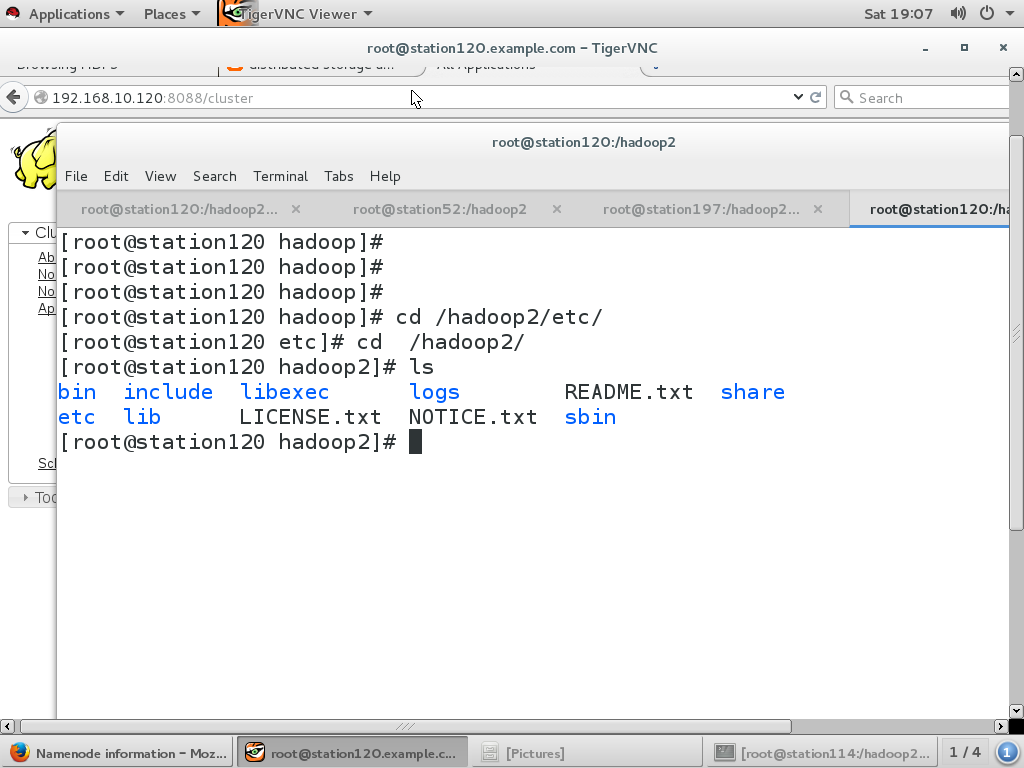 Applications Places TigerVNC Viewer Sat 19:07
root@station120.example.com - TigerVNC
All Applications
192.168.10.120:8088/cluster Search
root@station120:/hadoop2
File Edit View Search Terminal Tabs Help
root@station120:/hadoop2... root@station52:/hadoop2 root@station197:/hadoop2... root@station120:/ha
Clu
Ab
No
No
Ap
Sch
Too
[root@station120 hadoop]#
[root@station120 hadoop]#
[root@station120 hadoop]#
[root@station120 hadoop]# cd /hadoop2/etc/
[root@station120 etc]# cd  /hadoop2/
[root@station120 hadoop2]# ls
bin include libexec logs README.txt share
etc lib LICENSE.txt NOTICE.txt sbin
[root@station120 hadoop2]#
Namenode information - Moz... root@station120.example.c... [Pictures] [root@station114:/hadoop2... 1 / 4 1